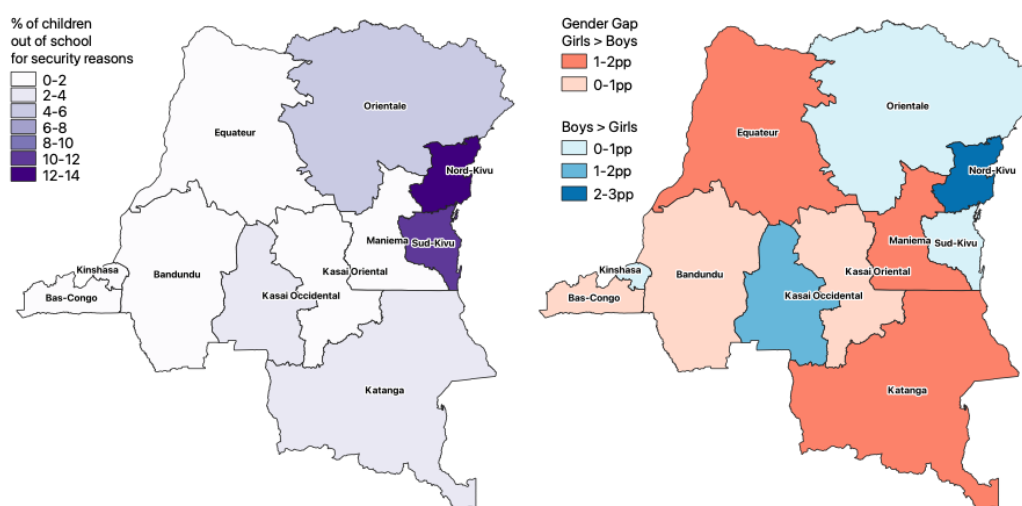 % of children
out of school
for security reasons
0-2
2-4
4-6
6-8
8-10
10-12
12-14
Orientale
Equateur
Nord-Kivu
Maniema
Sud-Kivu
Kinshasa
Bandundu
Kasai Oriental
Bas-Congo
Kasai Occidental
Katanga
Gender Gap
Girls > Boys
1-2pp
0-1pp
Boys > Girls
0-1pp
1-2pp
2-3pp
Orientale
Equateur
Nord-Kivu
Maniema
Sud-Kivu
Kinshasa
Bandundu
Kasai Oriental
Bas-Congo
Kasai Occidental
Katanga